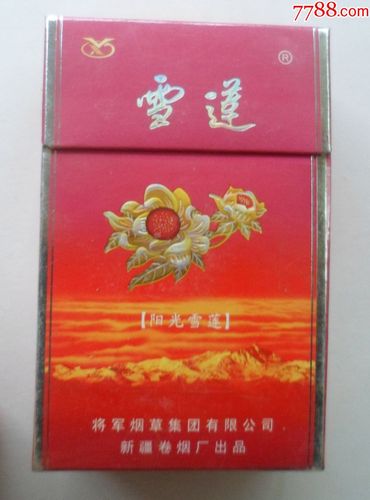 7788.com
雪莲
®
【阳光雪莲】
将军烟草集团有限公司
新疆卷烟厂出品